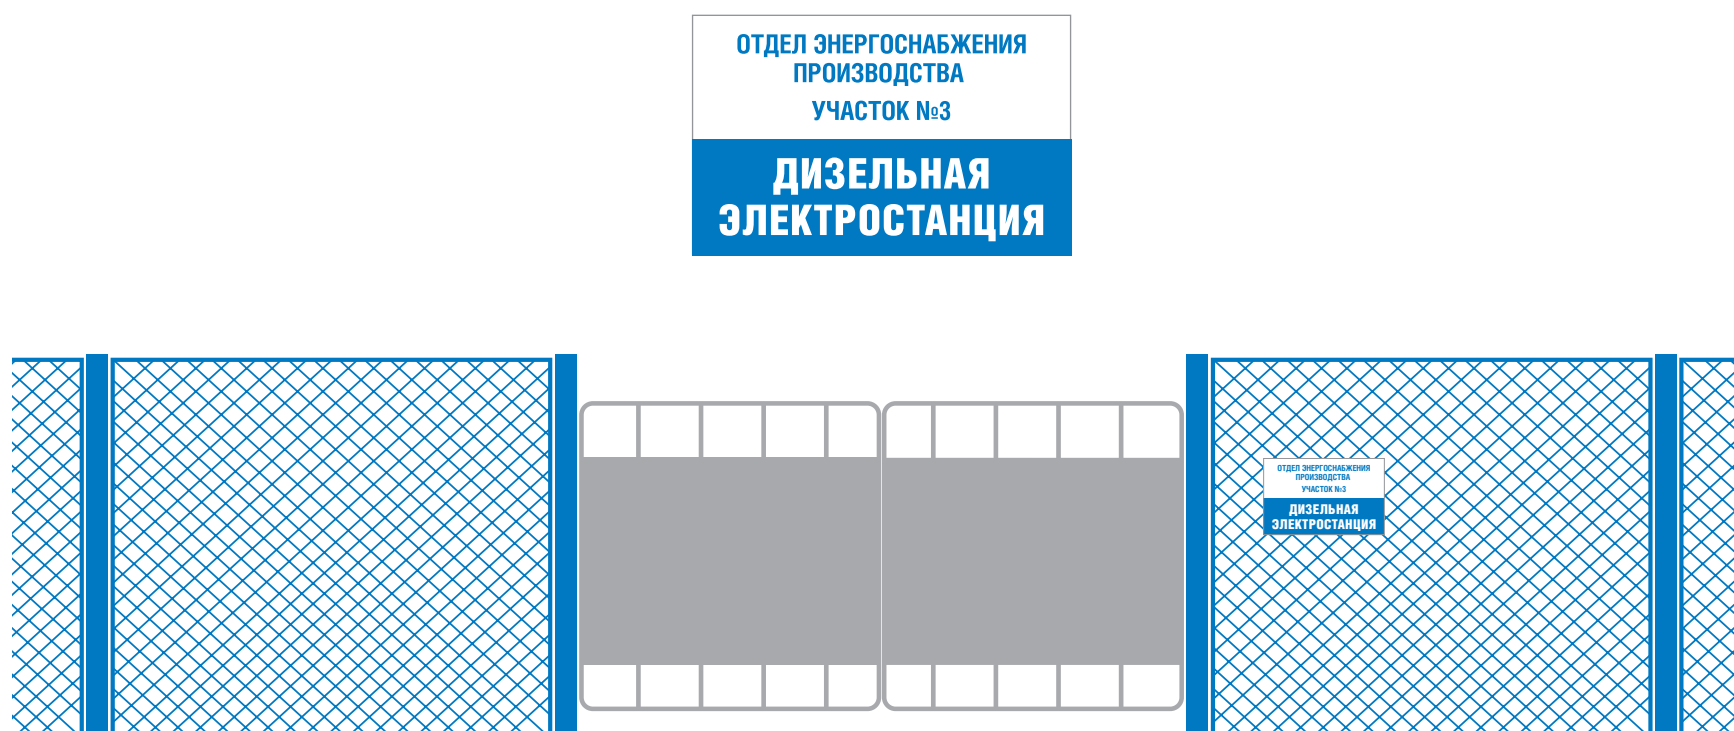 ОТДЕЛ ЭНЕРГОСНАБЖЕНИЯ
ПРОИЗВОДСТВА
УЧАСТОК №3
ДИЗЕЛЬНАЯ
ЭЛЕКТРОСТАНЦИЯ
ОТДЕЛ ЭНЕРГОСНАБЖЕНИЯ
ПРОИЗВОДСТВА
УЧАСТОК №3
ДИЗЕЛЬНАЯ
ЭЛЕКТРОСТАНЦИЯ